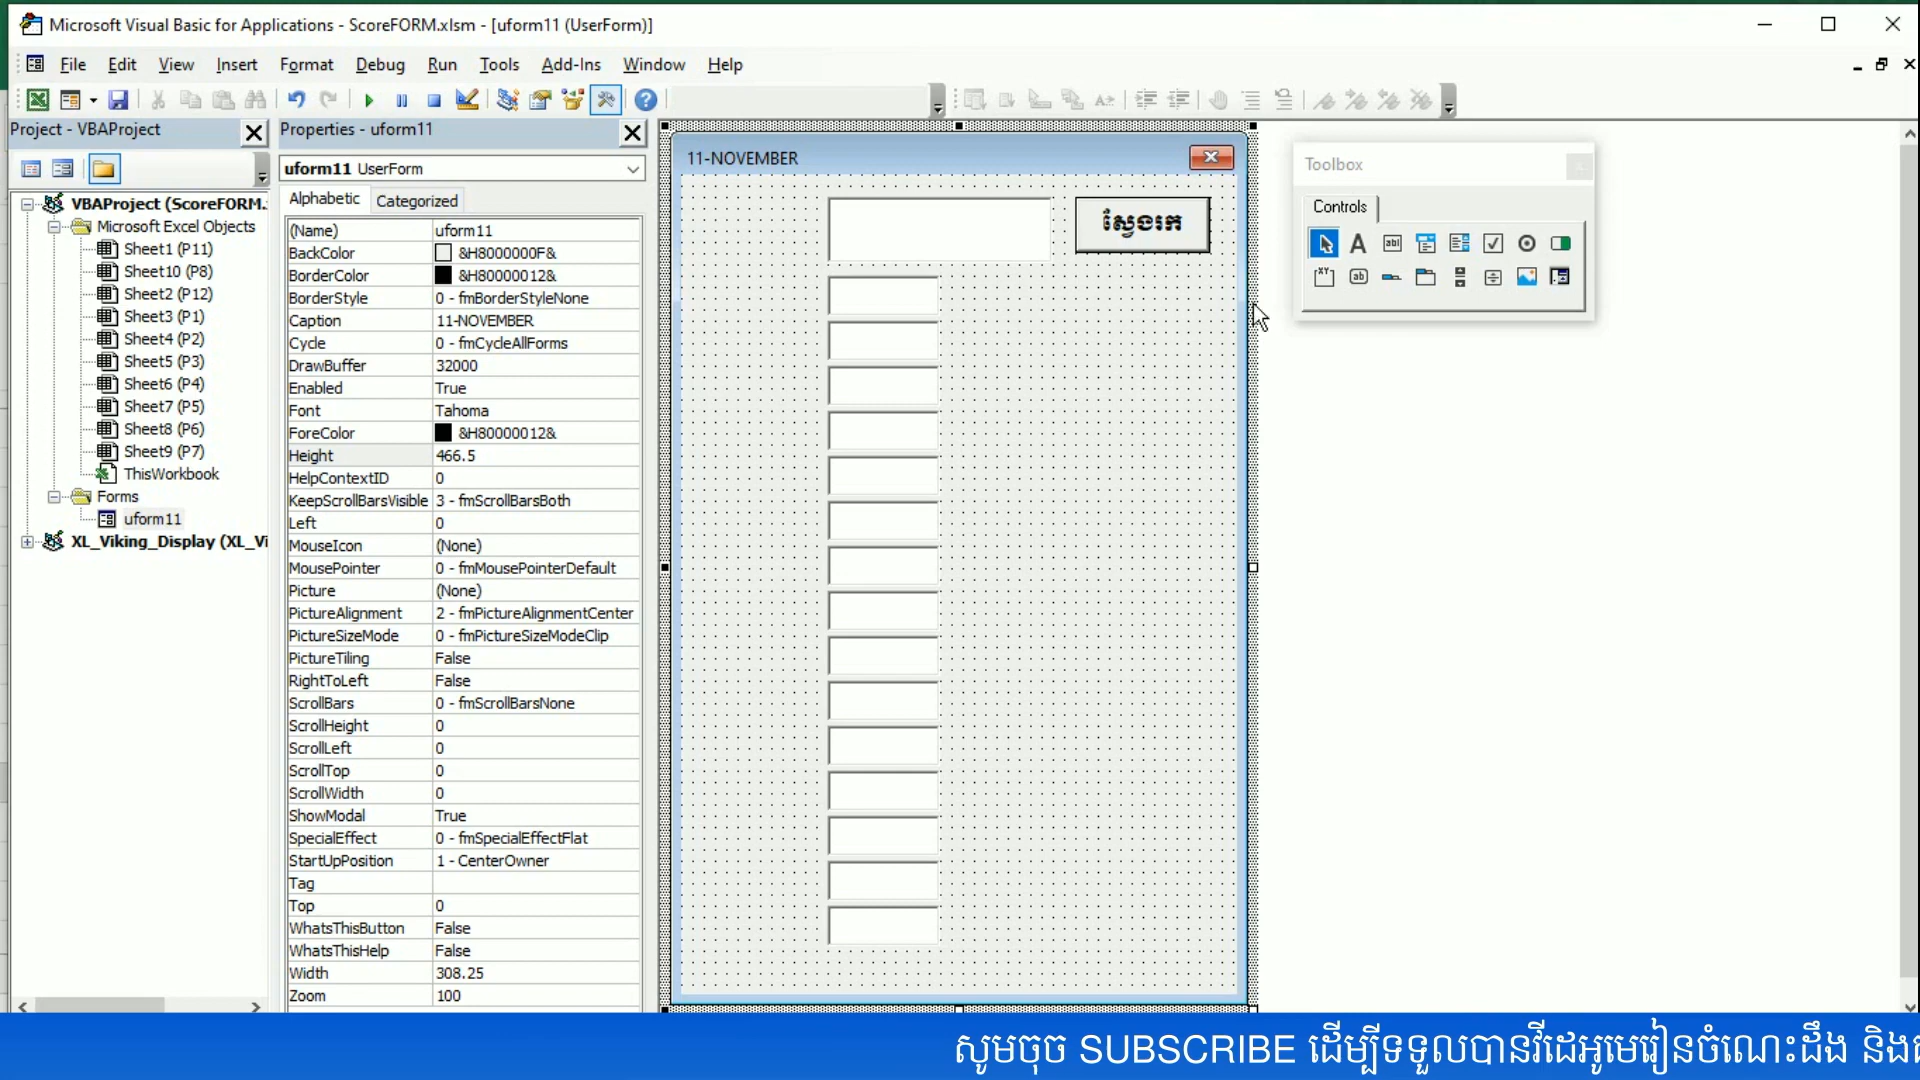 Microsoft Visual Basic for Applications - ScoreFORM.xlsm - [uform11 (UserForm)]
File Edit View Insert Format Debug Run Tools Add-Ins Window Help
Project - VBAProject
VBAProject (ScoreFORM.
Microsoft Excel Objects
Sheet1 (P11)
Sheet10 (P8)
Sheet2 (P12)
Sheet3 (P1)
Sheet4 (P2)
Sheet5 (P3)
Sheet6 (P4)
Sheet7 (P5)
Sheet8 (P6)
Sheet9 (P7)
ThisWorkbook
Forms
uform11
XL_Viking_Display (XL_Vi
Properties - uform11
uform11 UserForm
Alphabetic Categorized
(Name) uform11
BackColor &H8000000F&
BorderColor &H80000012&
BorderStyle 0 - fmBorderStyleNone
Caption 11-NOVEMBER
Cycle 0 - fmCycleAllForms
DrawBuffer 32000
Enabled True
Font Tahoma
ForeColor &H80000012&
Height 466.5
HelpContextID 0
KeepScrollBarsVisible 3 - fmScrollBarsBoth
Left 0
MouseIcon (None)
MousePointer 0 - fmMousePointerDefault
Picture (None)
PictureAlignment 2 - fmPictureAlignmentCenter
PictureSizeMode 0 - fmPictureSizeModeClip
PictureTiling False
RightToLeft False
ScrollBars 0 - fmScrollBarsNone
ScrollHeight 0
ScrollLeft 0
ScrollTop 0
ScrollWidth 0
ShowModal True
SpecialEffect 0 - fmSpecialEffectFlat
StartUpPosition 1 - CenterOwner
Tag
Top 0
WhatsThisButton False
WhatsThisHelp False
Width 308.25
Zoom 100
11-NOVEMBER
ស្វែងរក
Toolbox
Controls
សូមចុច SUBSCRIBE ដើម្បីទទួលបានវីដេអូមេរៀនចំណេះដឹង និង